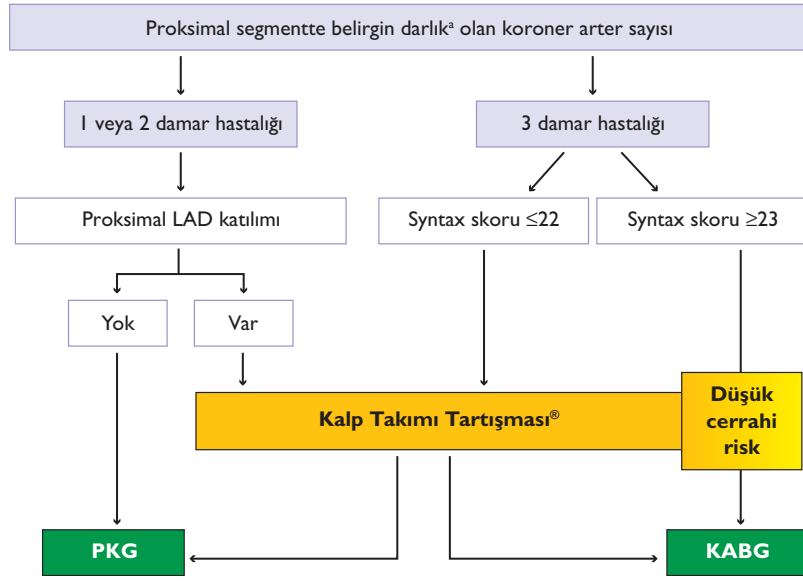 Proksimal segmentte belirgin darlıkᵃ olan koroner arter sayısı
1 veya 2 damar hastalığı
3 damar hastalığı
Proksimal LAD katılımı
Syntax skoru ≤22
Syntax skoru ≥23
Yok
Var
Kalp Takımı Tartışması®
Düşük
cerrahi
risk
PKG
KABG